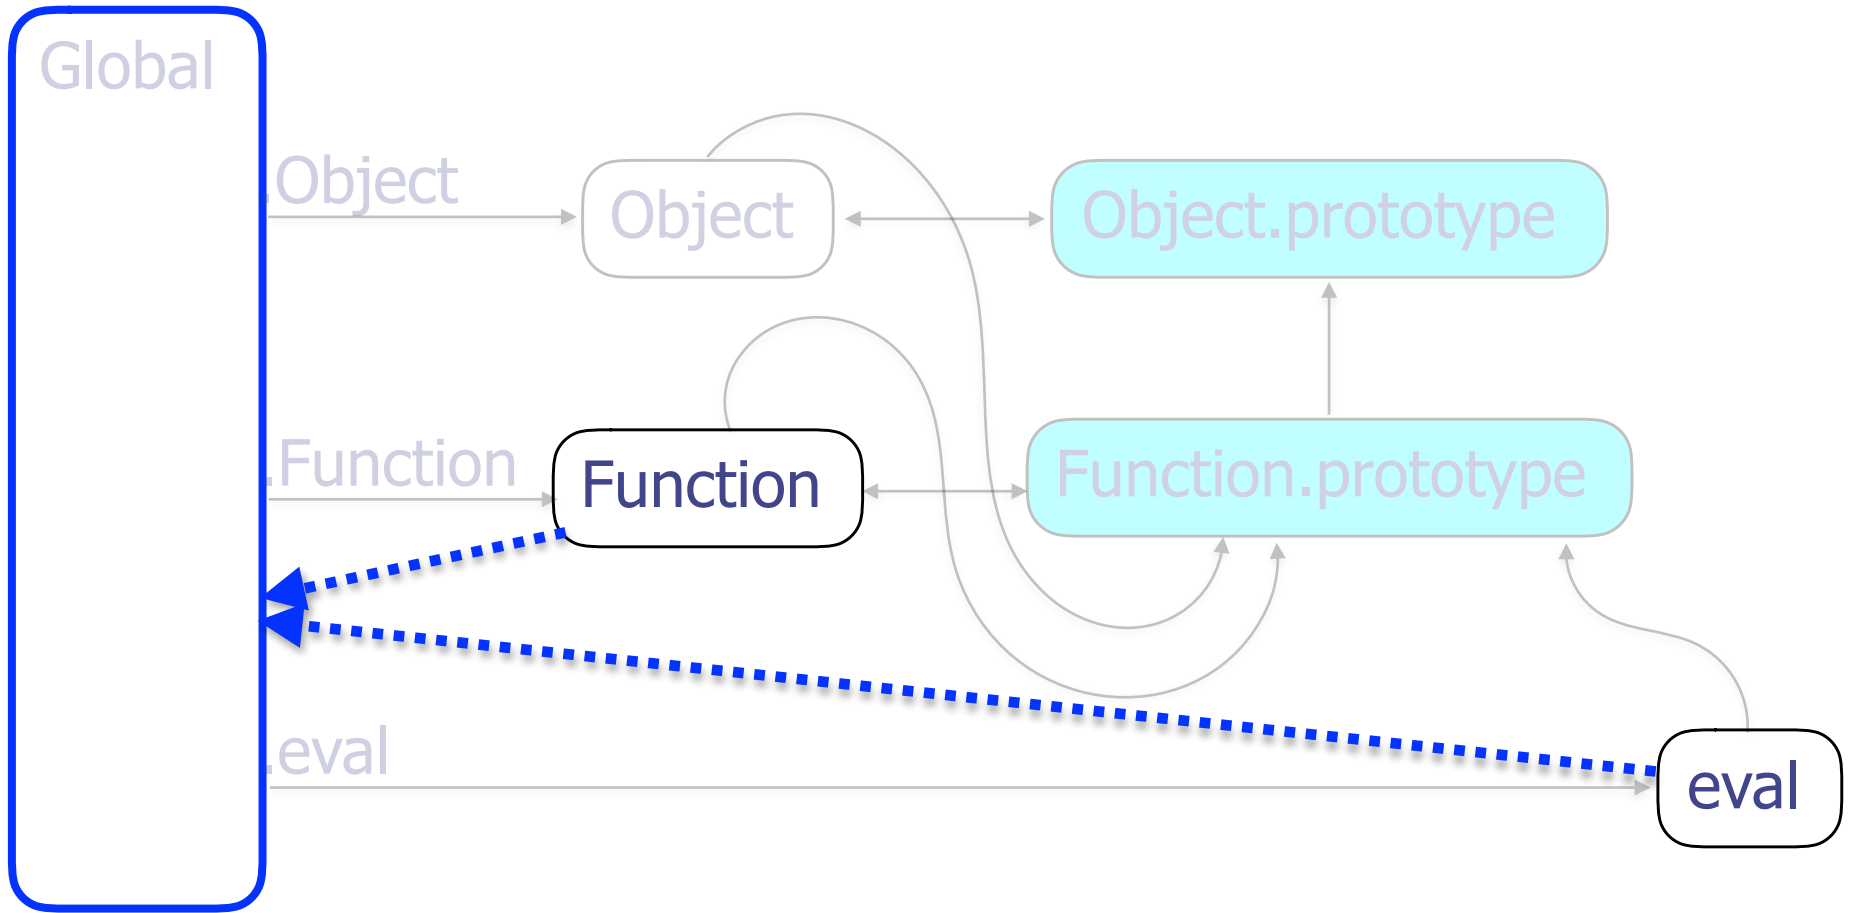 Global
.Object
Object
Object.prototype
.Function
Function
Function.prototype
.eval
eval